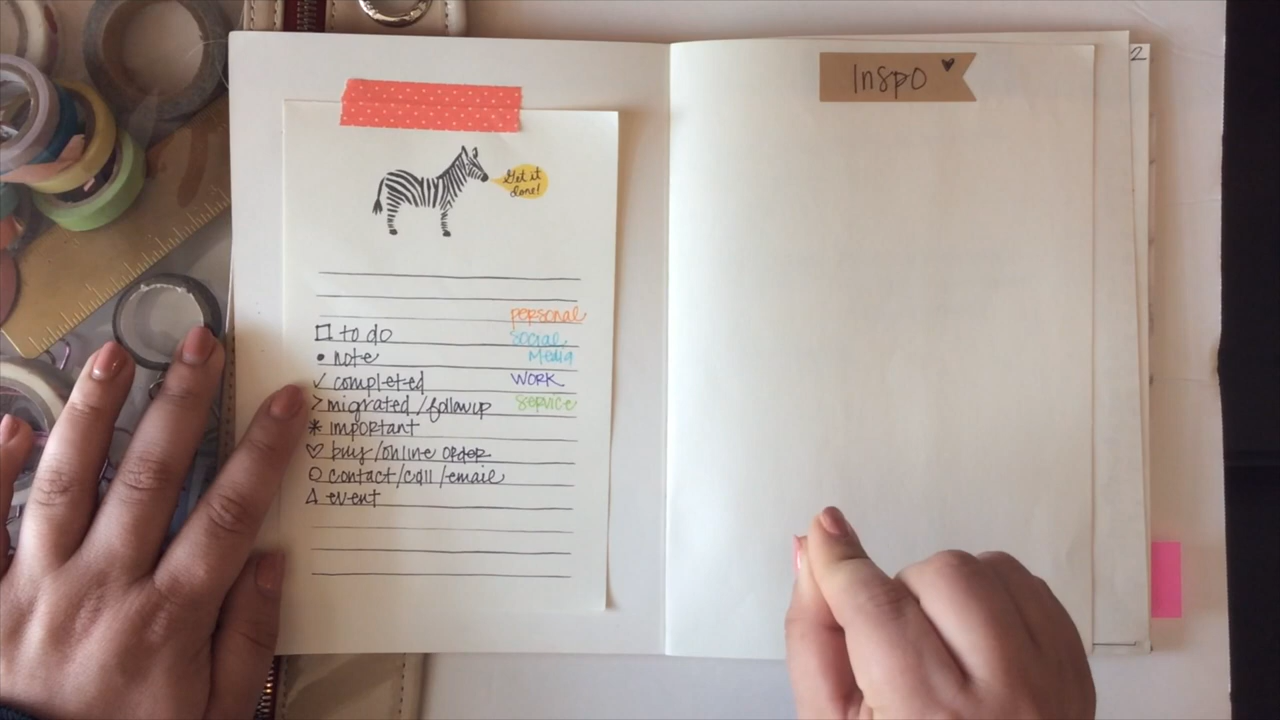 2
Inspo
Get it
done!
personal
□ to do
social
media
• note
✓ completed
WORK
> migrated/followup
service
* important
♡ buy/online order
○ contact/call/email
△ event